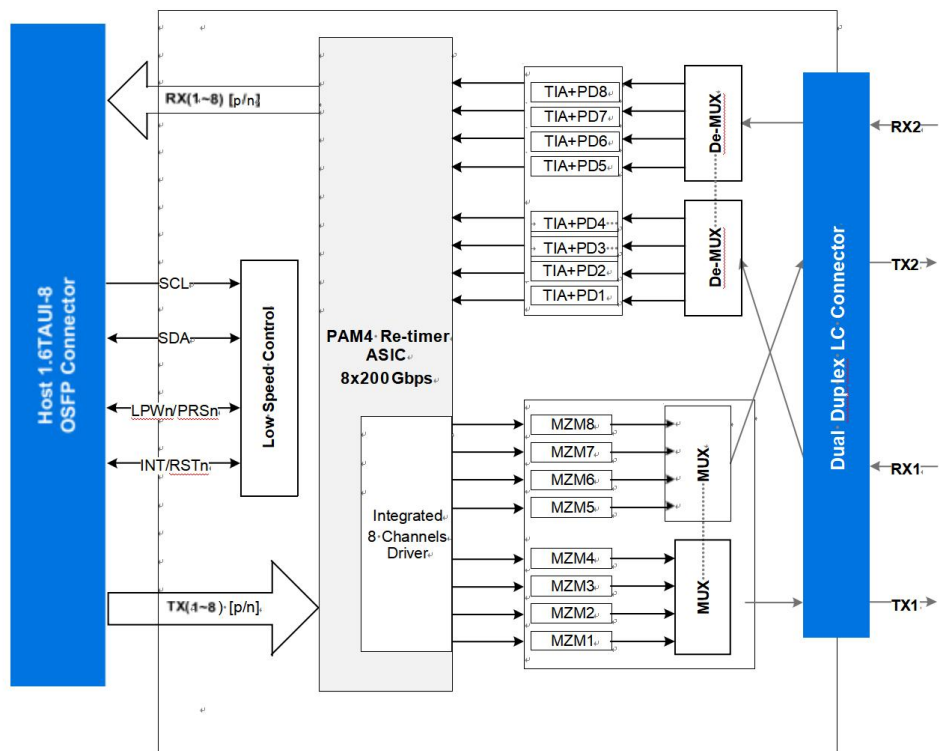 Host 1.6TAUI-8
OSFP Connector
RX(1~8) [p/n]
SCL
SDA
LPWn/PRSn
INT/RSTn
Low Speed Control
TX(1~8) [p/n]
PAM4 Re-timer
ASIC
8x200Gbps
Integrated
8 Channels
Driver
TIA+PD8
TIA+PD7
TIA+PD6
TIA+PD5
TIA+PD4
TIA+PD3
TIA+PD2
TIA+PD1
De-MUX
De-MUX
MZM8
MZM7
MZM6
MZM5
MZM4
MZM3
MZM2
MZM1
MUX
MUX
Dual Duplex LC Connector
RX2
TX2
RX1
TX1